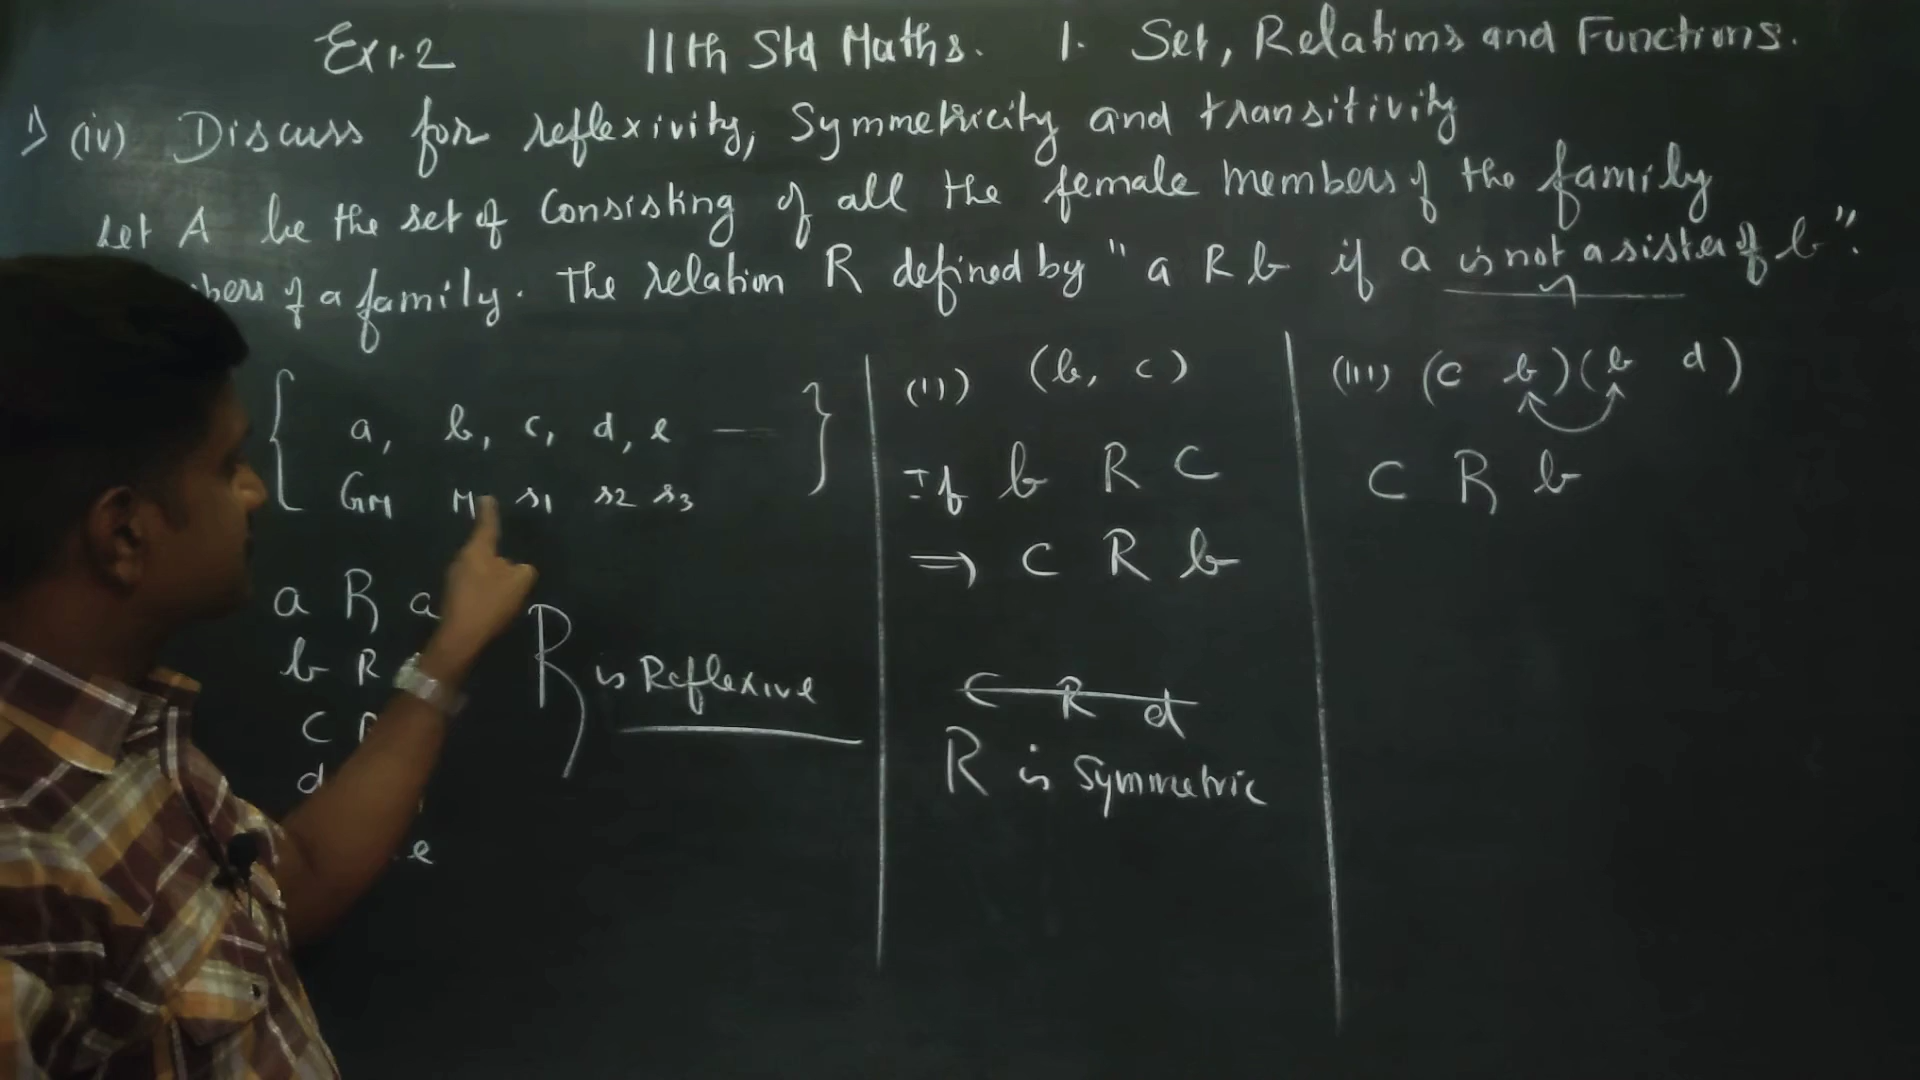 Ex 1.2 11th Std Maths. 1. Set, Relations and Functions.
1) (iv) Discuss for reflexivity, Symmetricity and transitivity
Let A be the set of Consisting of all the female members of the family
bers of a family. The relation R defined by "a R b if a is not a sister of b".
{ a, b, c, d, e — }
GM M s1 s2 s3
a R a
b R
C R
d
e
R is Reflexive
(ii) (b, c)
If b R C
⇒ C R b
C R d
R is Symmetric
(iii) (c b)(b d)
C R b